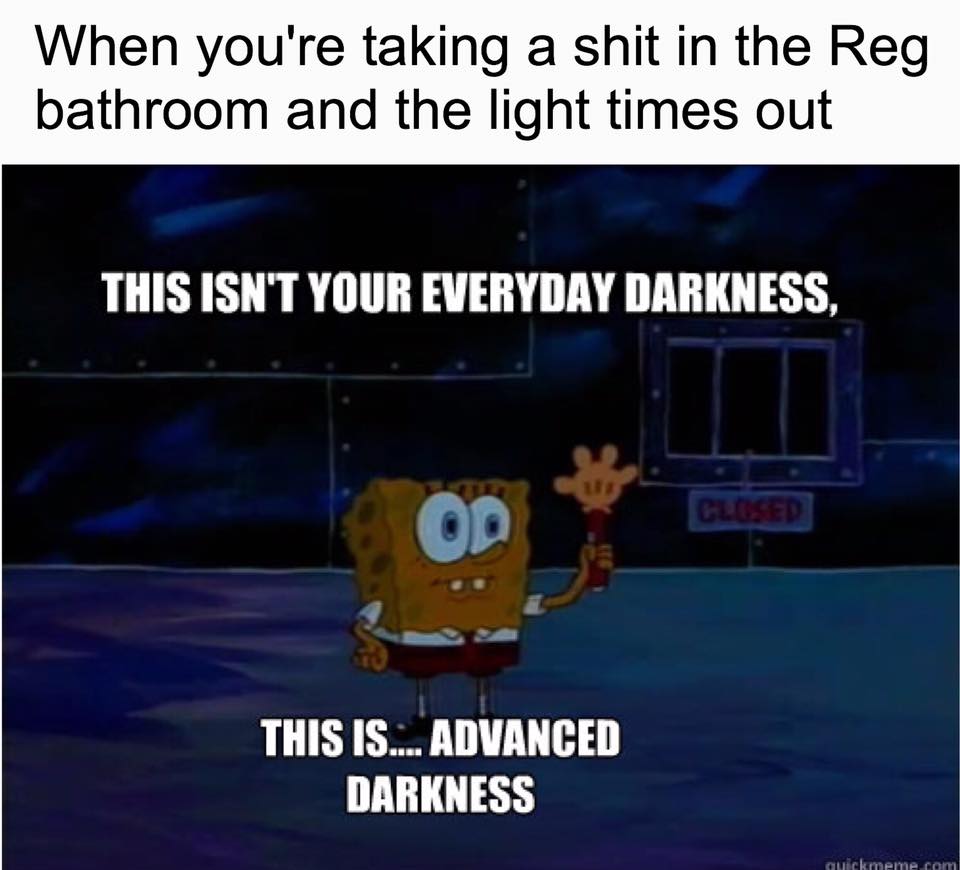 When you're taking a shit in the Reg
bathroom and the light times out
THIS ISN'T YOUR EVERYDAY DARKNESS,
CLOSED
THIS IS.... ADVANCED
DARKNESS
quickmeme.com